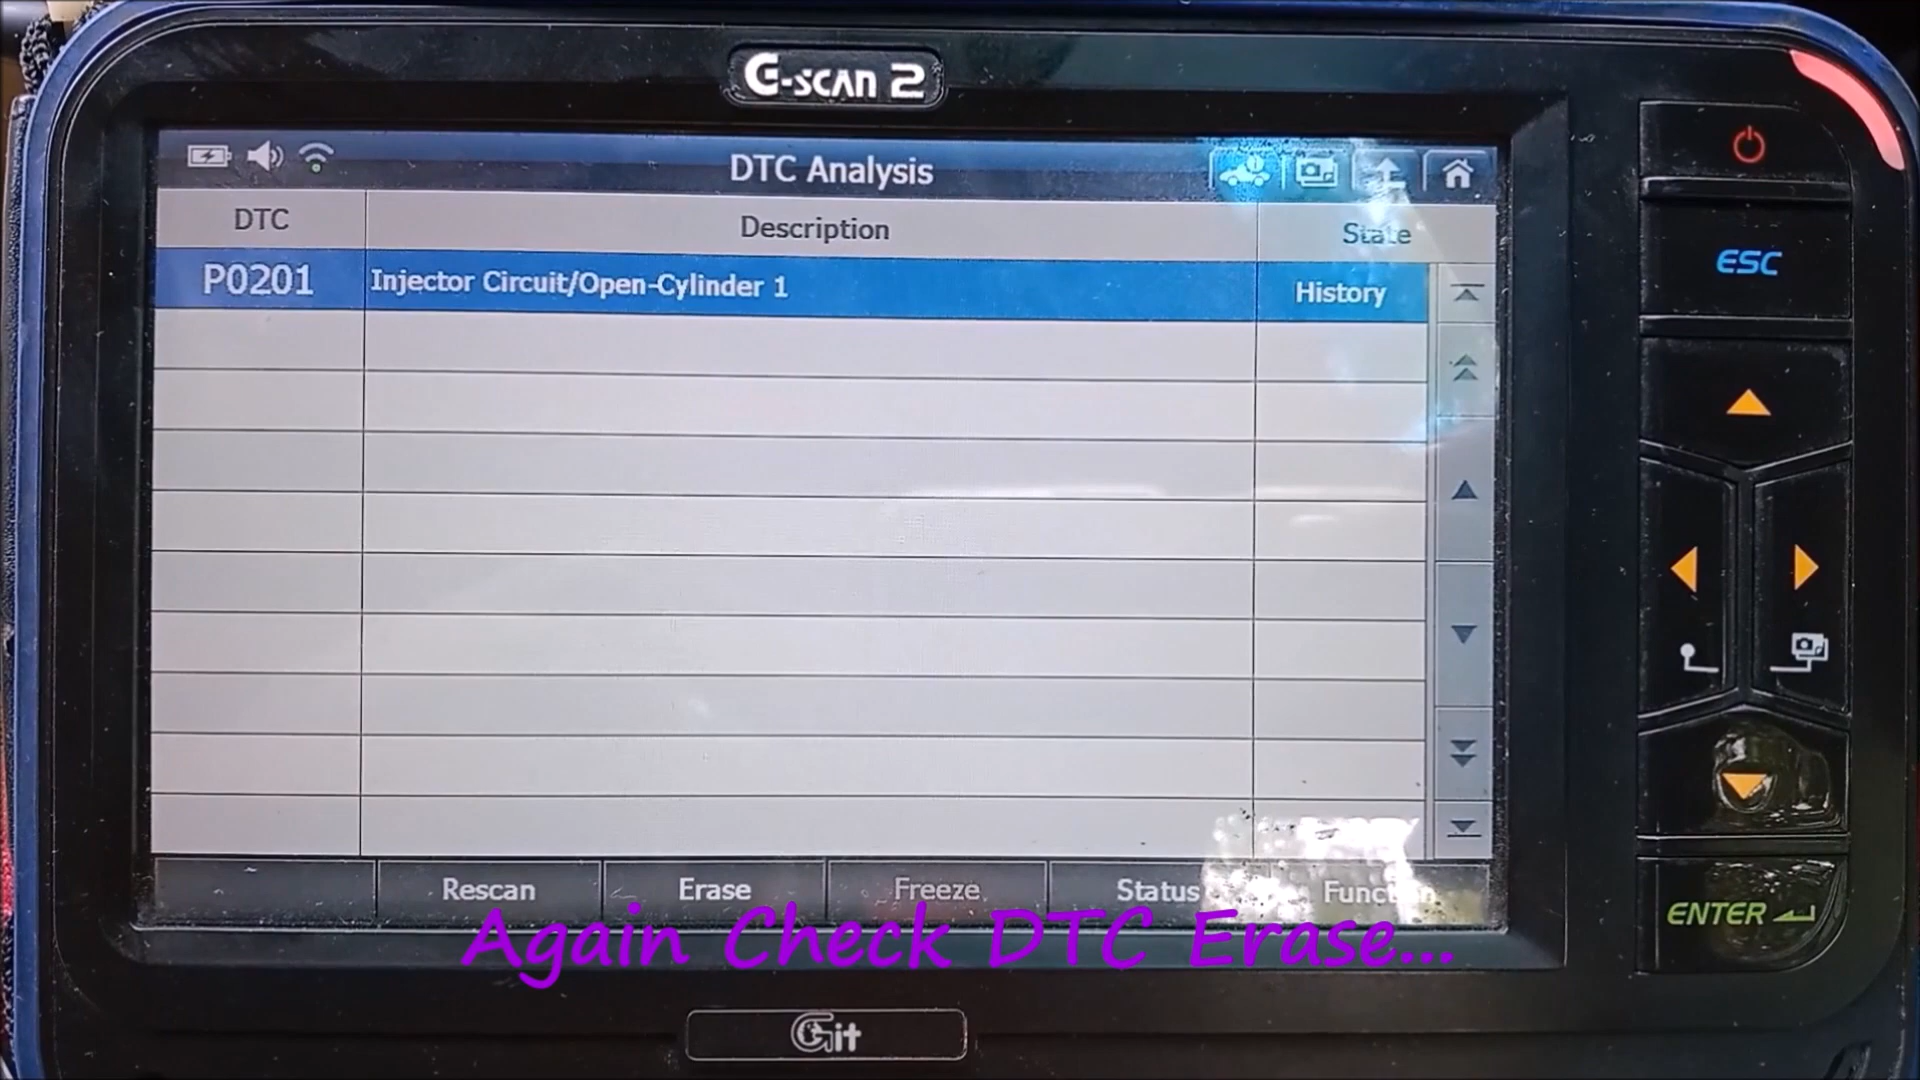 G-SCAN 2
DTC Analysis
DTC Description State
P0201 Injector Circuit/Open-Cylinder 1 History
Rescan Erase Freeze Status Function
Again Check DTC Erase...
Git
ESC
ENTER